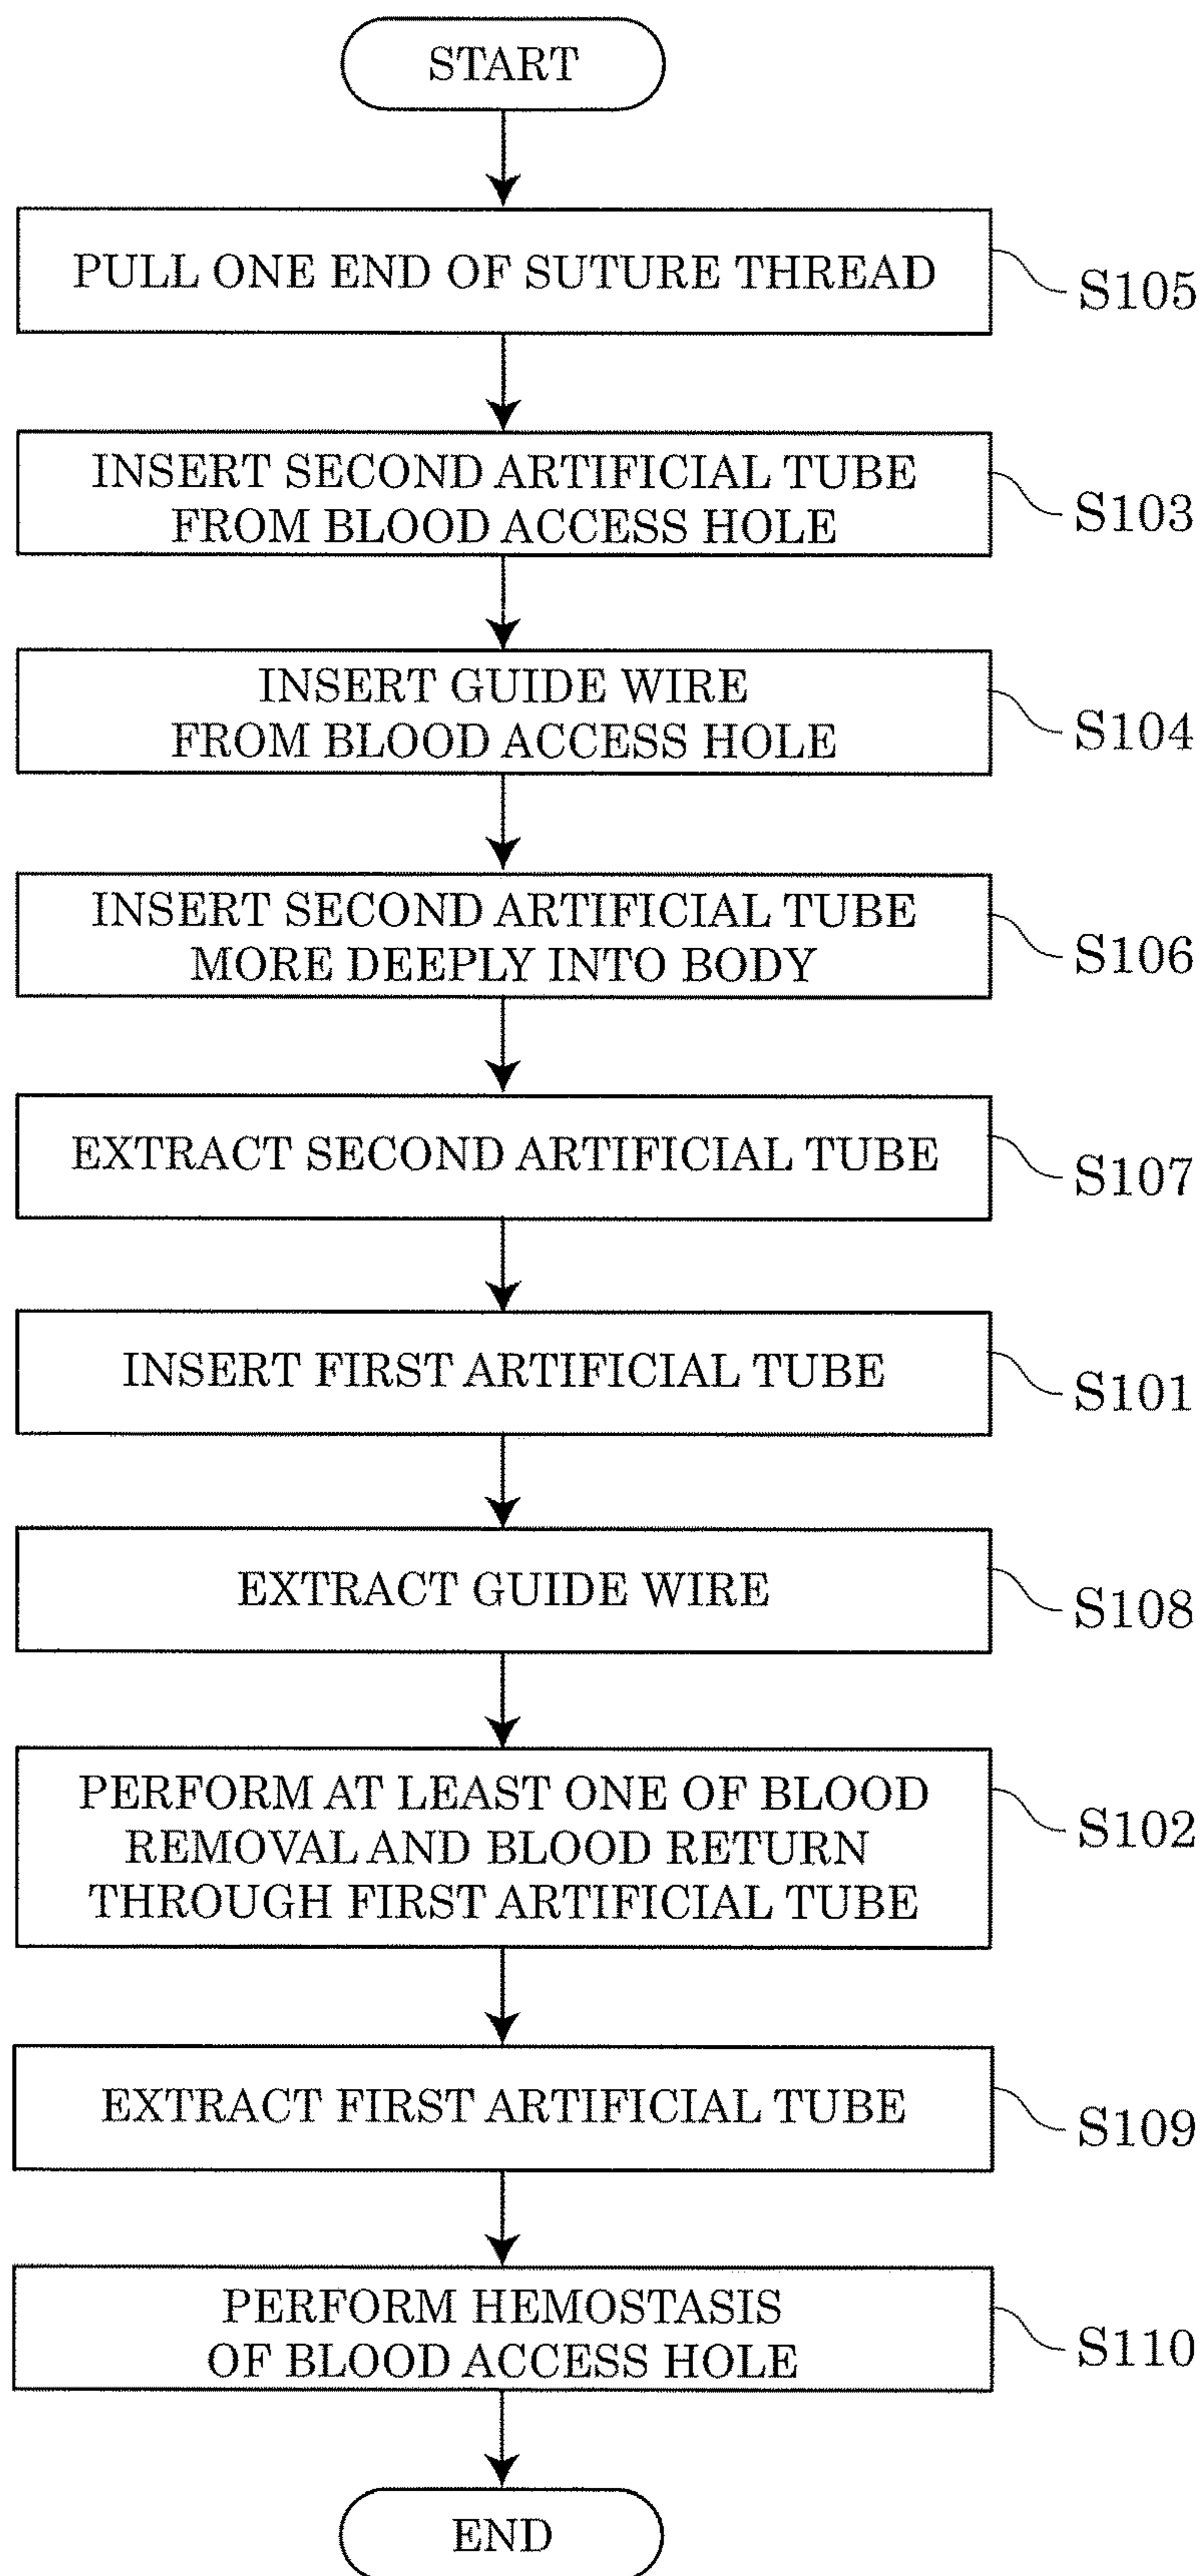 START
PULL ONE END OF SUTURE THREAD
S105
INSERT SECOND ARTIFICIAL TUBE
FROM BLOOD ACCESS HOLE
S103
INSERT GUIDE WIRE
FROM BLOOD ACCESS HOLE
S104
INSERT SECOND ARTIFICIAL TUBE
MORE DEEPLY INTO BODY
S106
EXTRACT SECOND ARTIFICIAL TUBE
S107
INSERT FIRST ARTIFICIAL TUBE
S101
EXTRACT GUIDE WIRE
S108
PERFORM AT LEAST ONE OF BLOOD
REMOVAL AND BLOOD RETURN
THROUGH FIRST ARTIFICIAL TUBE
S102
EXTRACT FIRST ARTIFICIAL TUBE
S109
PERFORM HEMOSTASIS
OF BLOOD ACCESS HOLE
S110
END